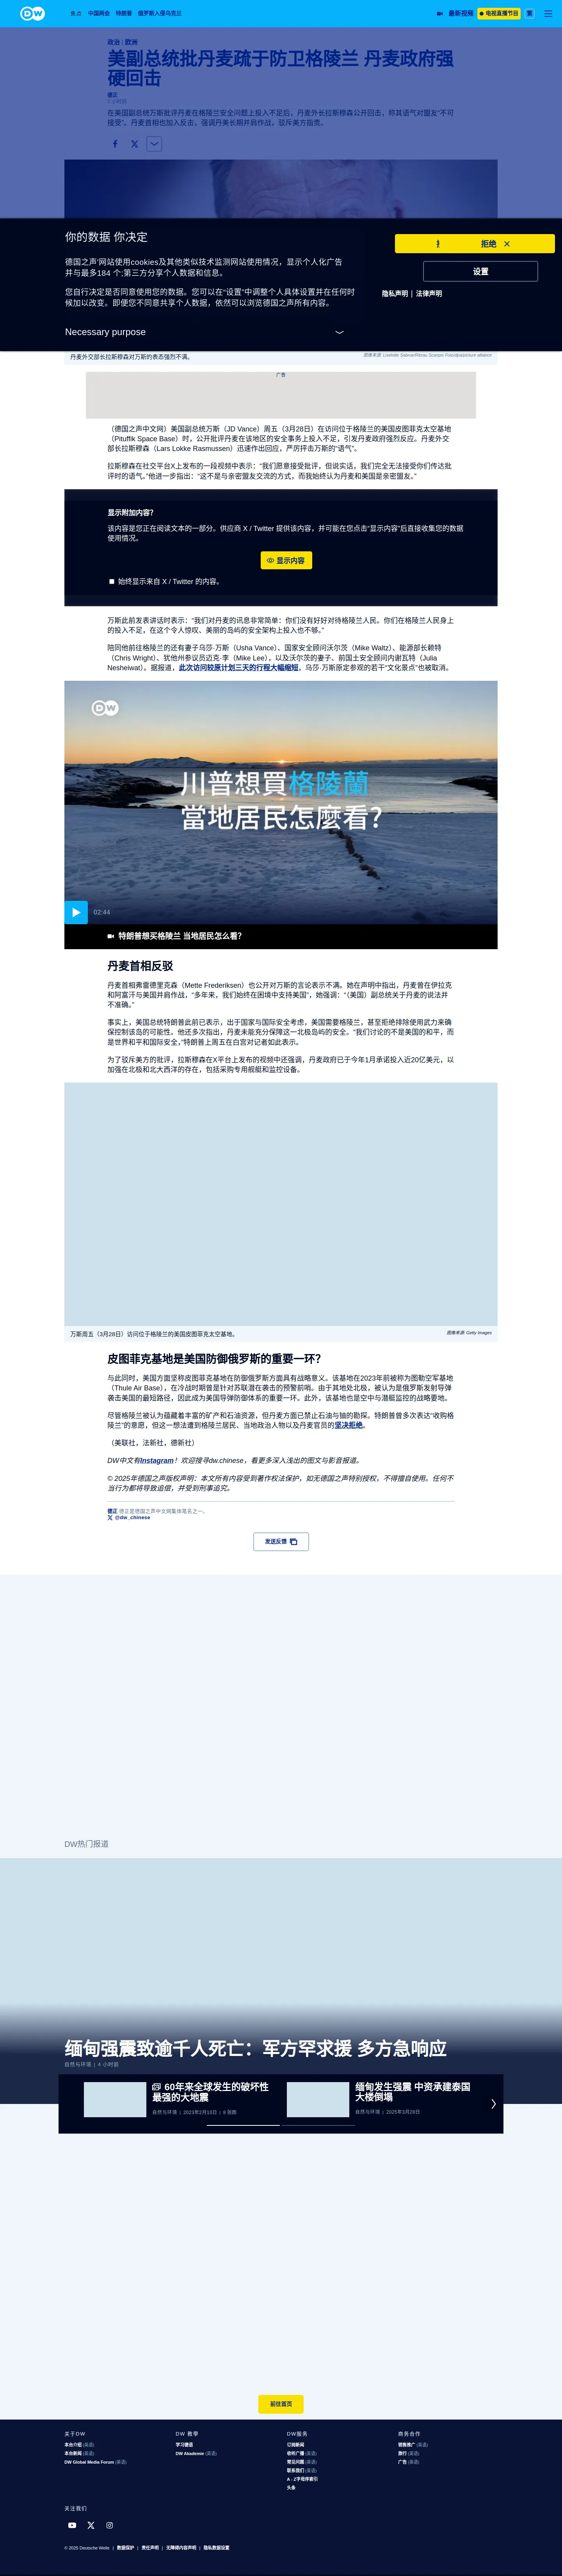 DW
焦点 中国两会 特朗普 俄罗斯入侵乌克兰
最新视频 电视直播节目 繁
政治 | 欧洲
美副总统批丹麦疏于防卫格陵兰 丹麦政府强
硬回击
德正
在美国副总统万斯批评丹麦在格陵兰安全问题上投入不足后，丹麦外长拉斯穆森公开回击，称其语气对盟友“不可
接受”。丹麦首相也加入反击，强调丹美长期并肩作战，驳斥美方指责。
你的数据 你决定
德国之声'网站使用cookies及其他类似技术监测网站使用情况，显示个性化广告
并与最多184 个;第三方分享个人数据和信息。
您自行决定是否同意使用您的数据。您可以在“设置”中调整个人具体设置并在任何时
候加以改变。即便您不同意共享个人数据，依然可以浏览德国之声所有内容。
Necessary purpose
拒绝
设置
隐私声明 | 法律声明
丹麦外交部长拉斯穆森对万斯的表态强烈不满。
图像来源: Liselotte Sabroe/Ritzau Scanpix Foto/dpa/picture alliance
广告
（德国之声中文网）美国副总统万斯（JD Vance）周五（3月28日）在访问位于格陵兰的美国皮图菲克太空基地
（Pituffik Space Base）时，公开批评丹麦在该地区的安全事务上投入不足，引发丹麦政府强烈反应。丹麦外交
部长拉斯穆森（Lars Lokke Rasmussen）迅速作出回应，严厉抨击万斯的“语气”。
拉斯穆森在社交平台X上发布的一段视频中表示：“我们愿意接受批评，但说实话，我们完全无法接受你们传达批
评时的语气。”他进一步指出：“这不是与亲密盟友交流的方式，而我始终认为丹麦和美国是亲密盟友。”
显示附加内容？
该内容是您正在阅读文本的一部分。供应商 X / Twitter 提供该内容，并可能在您点击“显示内容”后直接收集您的数据
使用情况。
显示内容
始终显示来自 X / Twitter 的内容。
万斯此前发表讲话时表示：“我们对丹麦的讯息非常简单：你们没有好好对待格陵兰人民。你们在格陵兰人民身上
的投入不足，在这个令人惊叹、美丽的岛屿的安全架构上投入也不够。”
陪同他前往格陵兰的还有妻子乌莎·万斯（Usha Vance）、国家安全顾问沃尔茨（Mike Waltz）、能源部长赖特
（Chris Wright）、犹他州参议员迈克·李（Mike Lee），以及沃尔茨的妻子、前国土安全顾问内谢瓦特（Julia
Nesheiwat）。据报道，此次访问较原计划三天的行程大幅缩短，乌莎·万斯原定参观的若干“文化景点”也被取消。
DW
川普想買格陵蘭
當地居民怎麼看?
02:44
特朗普想买格陵兰 当地居民怎么看？
丹麦首相反驳
丹麦首相弗雷德里克森（Mette Frederiksen）也公开对万斯的言论表示不满。她在声明中指出，丹麦曾在伊拉克
和阿富汗与美国并肩作战，“多年来，我们始终在困境中支持美国”，她强调：“（美国）副总统关于丹麦的说法并
不准确。”
事实上，美国总统特朗普此前已表示，出于国家与国际安全考虑，美国需要格陵兰，甚至拒绝排除使用武力来确
保控制该岛的可能性。他还多次指出，丹麦未能充分保障这一北极岛屿的安全。“我们讨论的不是美国的和平，而
是世界和平和国际安全，”特朗普上周五在白宫对记者如此表示。
为了驳斥美方的批评，拉斯穆森在X平台上发布的视频中还强调，丹麦政府已于今年1月承诺投入近20亿美元，以
加强在北极和北大西洋的存在，包括采购专用舰艇和监控设备。
万斯周五（3月28日）访问位于格陵兰的美国皮图菲克太空基地。
图像来源: Getty Images
皮图菲克基地是美国防御俄罗斯的重要一环？
与此同时，美国方面坚称皮图菲克基地在防御俄罗斯方面具有战略意义。该基地在2023年前被称为图勒空军基地
（Thule Air Base），在冷战时期曾是针对苏联潜在袭击的预警前哨。由于其地处北极，被认为是俄罗斯发射导弹
袭击美国的最短路径，因此成为美国导弹防御体系的重要一环。此外，该基地也是空中与潜艇监控的战略要地。
尽管格陵兰被认为蕴藏着丰富的矿产和石油资源，但丹麦方面已禁止石油与铀的勘探。特朗普曾多次表达“收购格
陵兰”的意愿，但这一想法遭到格陵兰居民、当地政治人物以及丹麦官员的坚决拒绝。
（美联社，法新社，德新社）
DW中文有Instagram！欢迎搜寻dw.chinese，看更多深入浅出的图文与影音报道。
© 2025年德国之声版权声明：本文所有内容受到著作权法保护，如无德国之声特别授权，不得擅自使用。任何不
当行为都将导致追偿，并受到刑事追究。
德正 德正是德国之声中文网集体笔名之一。
@dw_chinese
发送反馈
DW热门报道
缅甸强震致逾千人死亡：军方罕求援 多方急响应
自然与环境 | 4 小时前
60年来全球发生的破坏性
最强的大地震
自然与环境 | 2023年2月10日 | 9 张图
缅甸发生强震 中资承建泰国
大楼倒塌
自然与环境 | 2025年3月28日
前往首页
关于DW
本台介绍 (英语)
本台新闻 (英语)
DW Global Media Forum (英语)
DW 教学
学习德语
DW Akademie (英语)
DW服务
订阅新闻
收听广播 (英语)
常见问题 (英语)
联系我们 (英语)
A - Z字母序索引
头条
商务合作
销售推广 (英语)
旅行 (英语)
广告 (英语)
关注我们
© 2025 Deutsche Welle | 数据保护 | 责任声明 | 无障碍内容声明 | 隐私数据设置